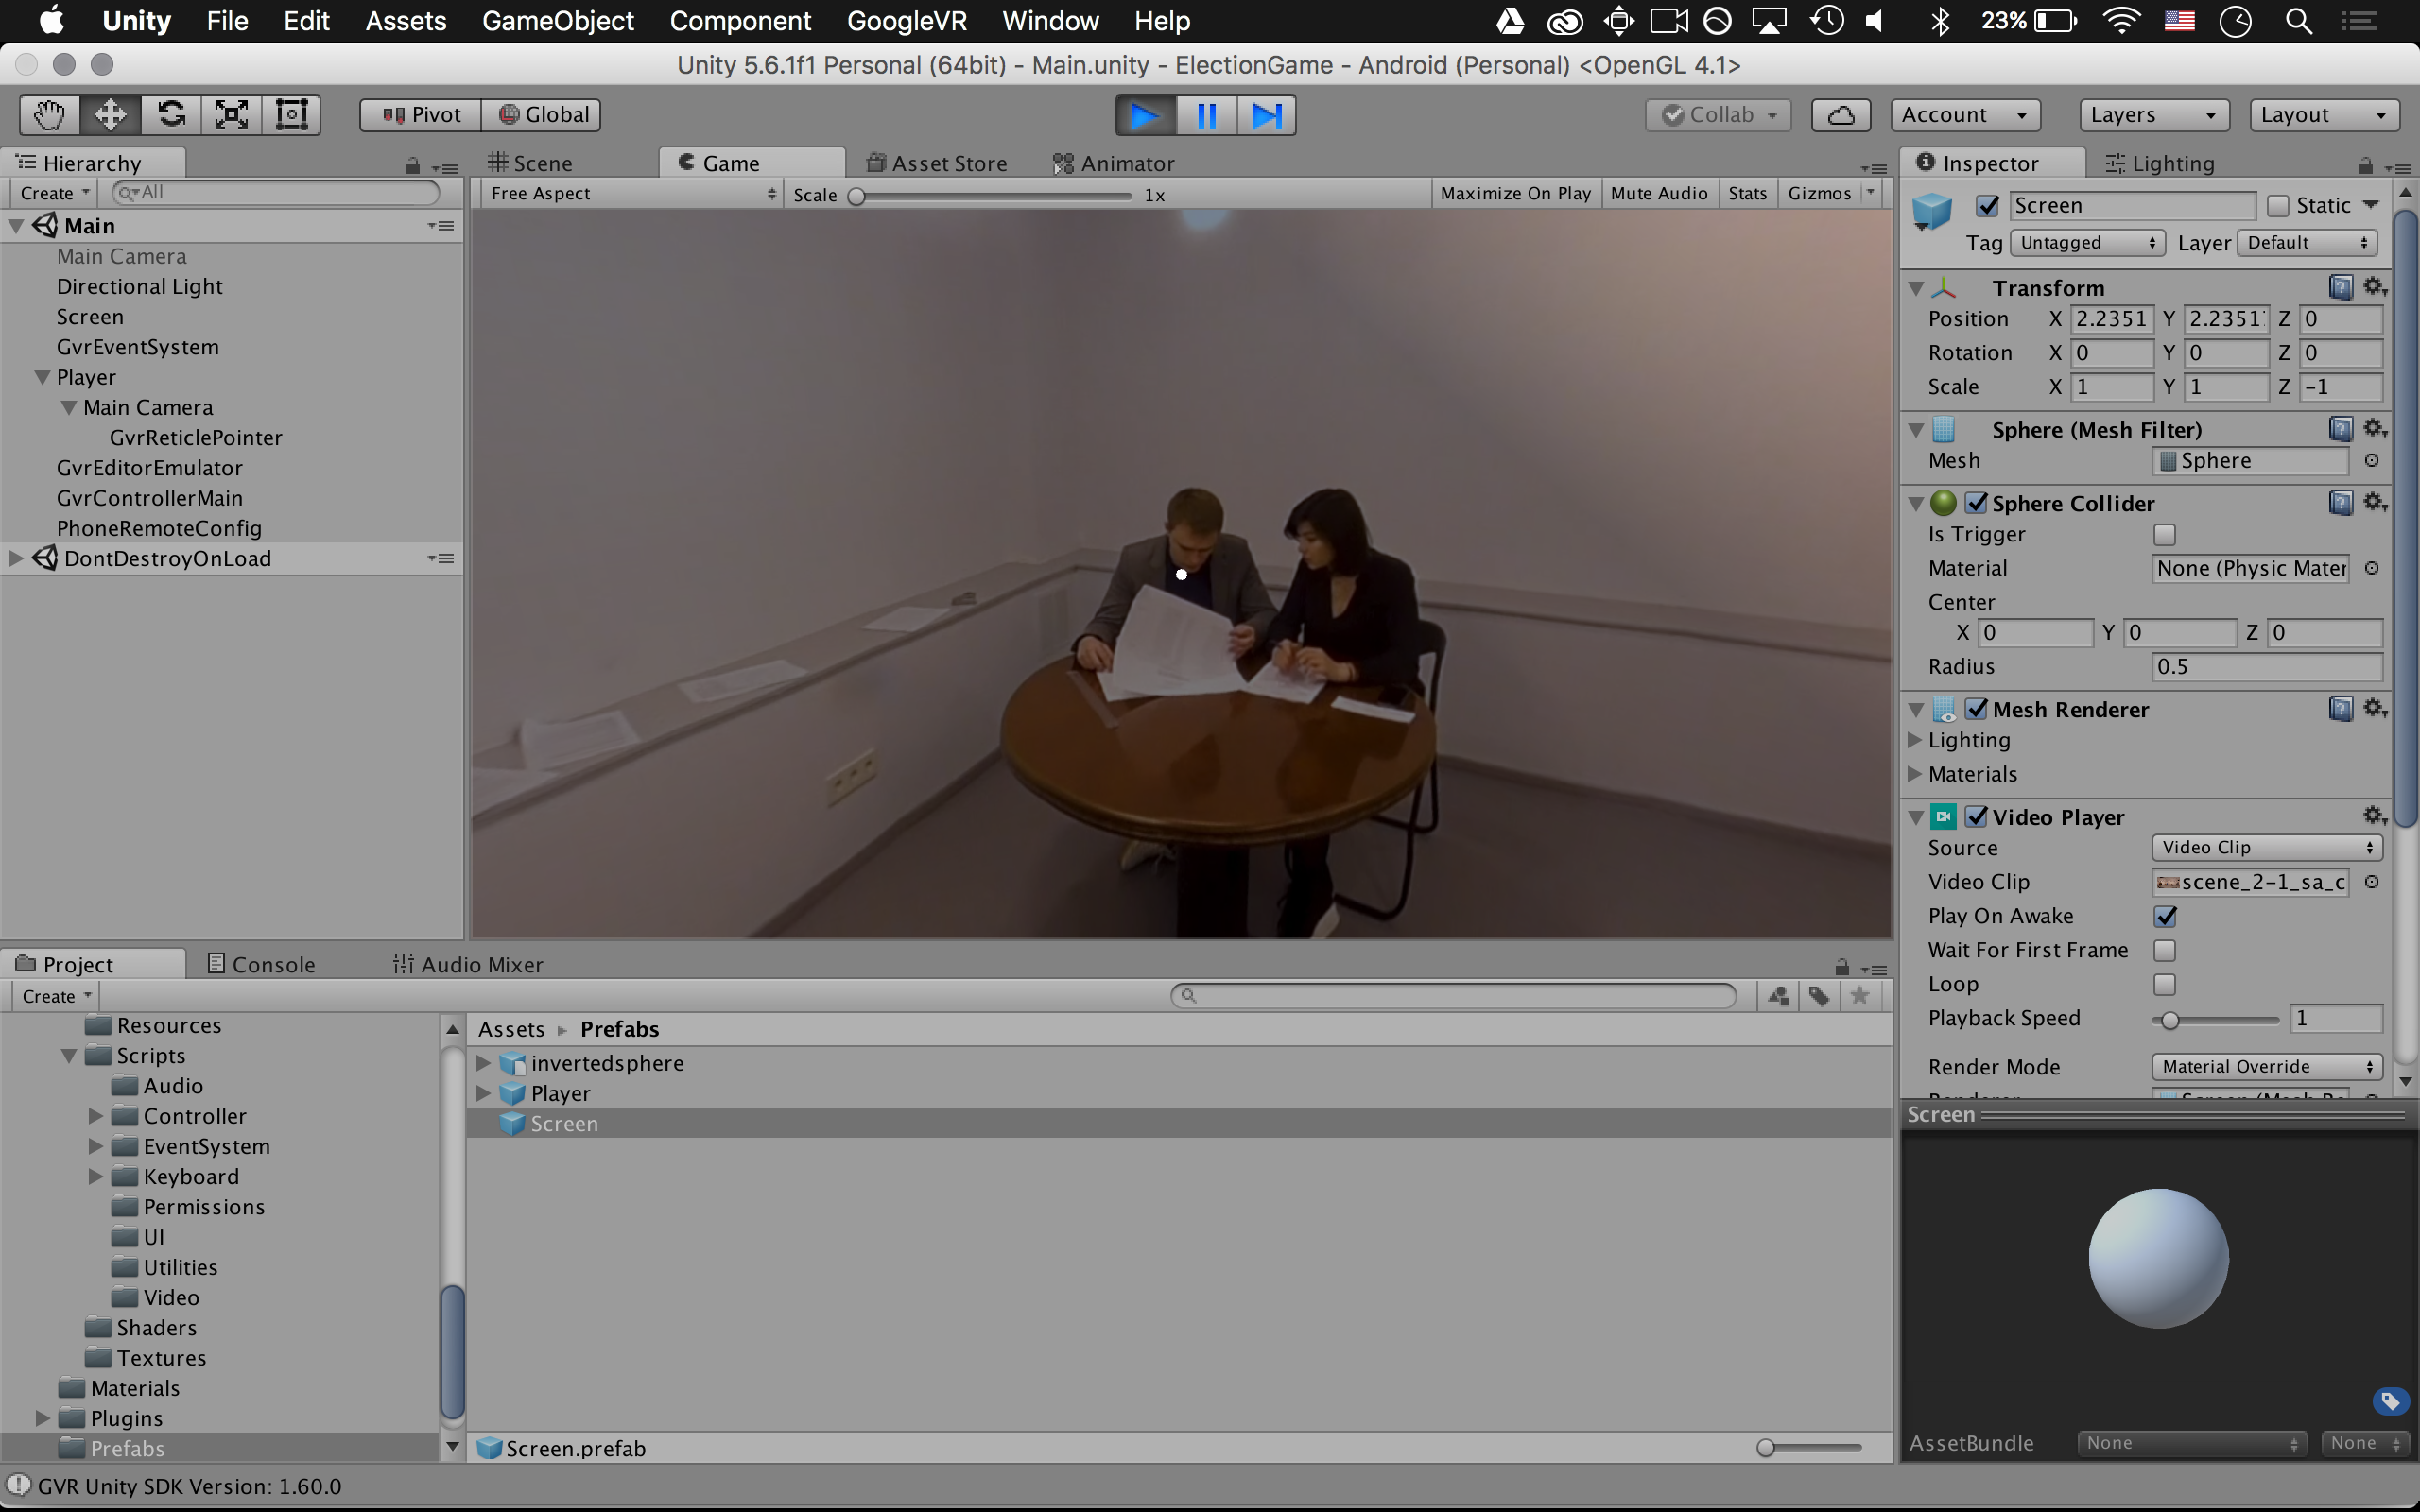 Unity File Edit Assets GameObject Component GoogleVR Window Help 23%
Unity 5.6.1f1 Personal (64bit) - Main.unity - ElectionGame - Android (Personal) <OpenGL 4.1>
Pivot Global Collab Account Layers Layout
Hierarchy
Create All
Main
Main Camera
Directional Light
Screen
GvrEventSystem
Player
Main Camera
GvrReticlePointer
GvrEditorEmulator
GvrControllerMain
PhoneRemoteConfig
DontDestroyOnLoad
Scene Game Asset Store Animator
Free Aspect Scale 1x Maximize On Play Mute Audio Stats Gizmos
Inspector Lighting
Screen Static
Tag Untagged Layer Default
Transform
Position X 2.2351 Y 2.2351 Z 0
Rotation X 0 Y 0 Z 0
Scale X 1 Y 1 Z -1
Sphere (Mesh Filter)
Mesh Sphere
Sphere Collider
Is Trigger
Material None (Physic Mater
Center
X 0 Y 0 Z 0
Radius 0.5
Mesh Renderer
Lighting
Materials
Video Player
Source Video Clip
Video Clip scene_2-1_sa_c
Play On Awake
Wait For First Frame
Loop
Playback Speed 1
Render Mode Material Override
Screen
AssetBundle None None
Project Console Audio Mixer
Create
Resources
Scripts
Audio
Controller
EventSystem
Keyboard
Permissions
UI
Utilities
Video
Shaders
Textures
Materials
Plugins
Prefabs
Assets Prefabs
invertedsphere
Player
Screen
Screen.prefab
GVR Unity SDK Version: 1.60.0